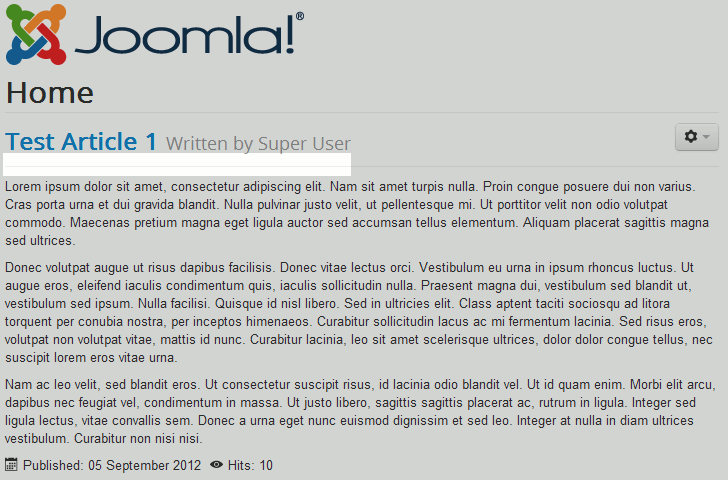 Joomla!®
Home
Test Article 1 Written by Super User
Lorem ipsum dolor sit amet, consectetur adipiscing elit. Nam sit amet turpis nulla. Proin congue posuere dui non varius.
Cras porta urna et dui gravida blandit. Nulla pulvinar justo velit, ut pellentesque mi. Ut porttitor velit non odio volutpat
commodo. Maecenas pretium magna eget ligula auctor sed accumsan tellus elementum. Aliquam placerat sagittis magna
sed ultrices.
Donec volutpat augue ut risus dapibus facilisis. Donec vitae lectus orci. Vestibulum eu urna in ipsum rhoncus luctus. Ut
augue eros, eleifend iaculis condimentum quis, iaculis sollicitudin nulla. Praesent magna dui, vestibulum sed blandit ut,
vestibulum sed ipsum. Nulla facilisi. Quisque id nisl libero. Sed in ultricies elit. Class aptent taciti sociosqu ad litora
torquent per conubia nostra, per inceptos himenaeos. Curabitur sollicitudin lacus ac mi fermentum lacinia. Sed risus eros,
volutpat non volutpat vitae, mattis id nunc. Curabitur lacinia, leo sit amet scelerisque ultrices, dolor dolor congue tellus, nec
suscipit lorem eros vitae urna.
Nam ac leo velit, sed blandit eros. Ut consectetur suscipit risus, id lacinia odio blandit vel. Ut id quam enim. Morbi elit arcu,
dapibus nec feugiat vel, condimentum in massa. Ut justo libero, sagittis sagittis placerat ac, rutrum in ligula. Integer sed
ligula lectus, vitae convallis sem. Donec a urna eget nunc euismod dignissim et sed leo. Integer at nulla in diam ultrices
vestibulum. Curabitur non nisi nisi.
Published: 05 September 2012 Hits: 10